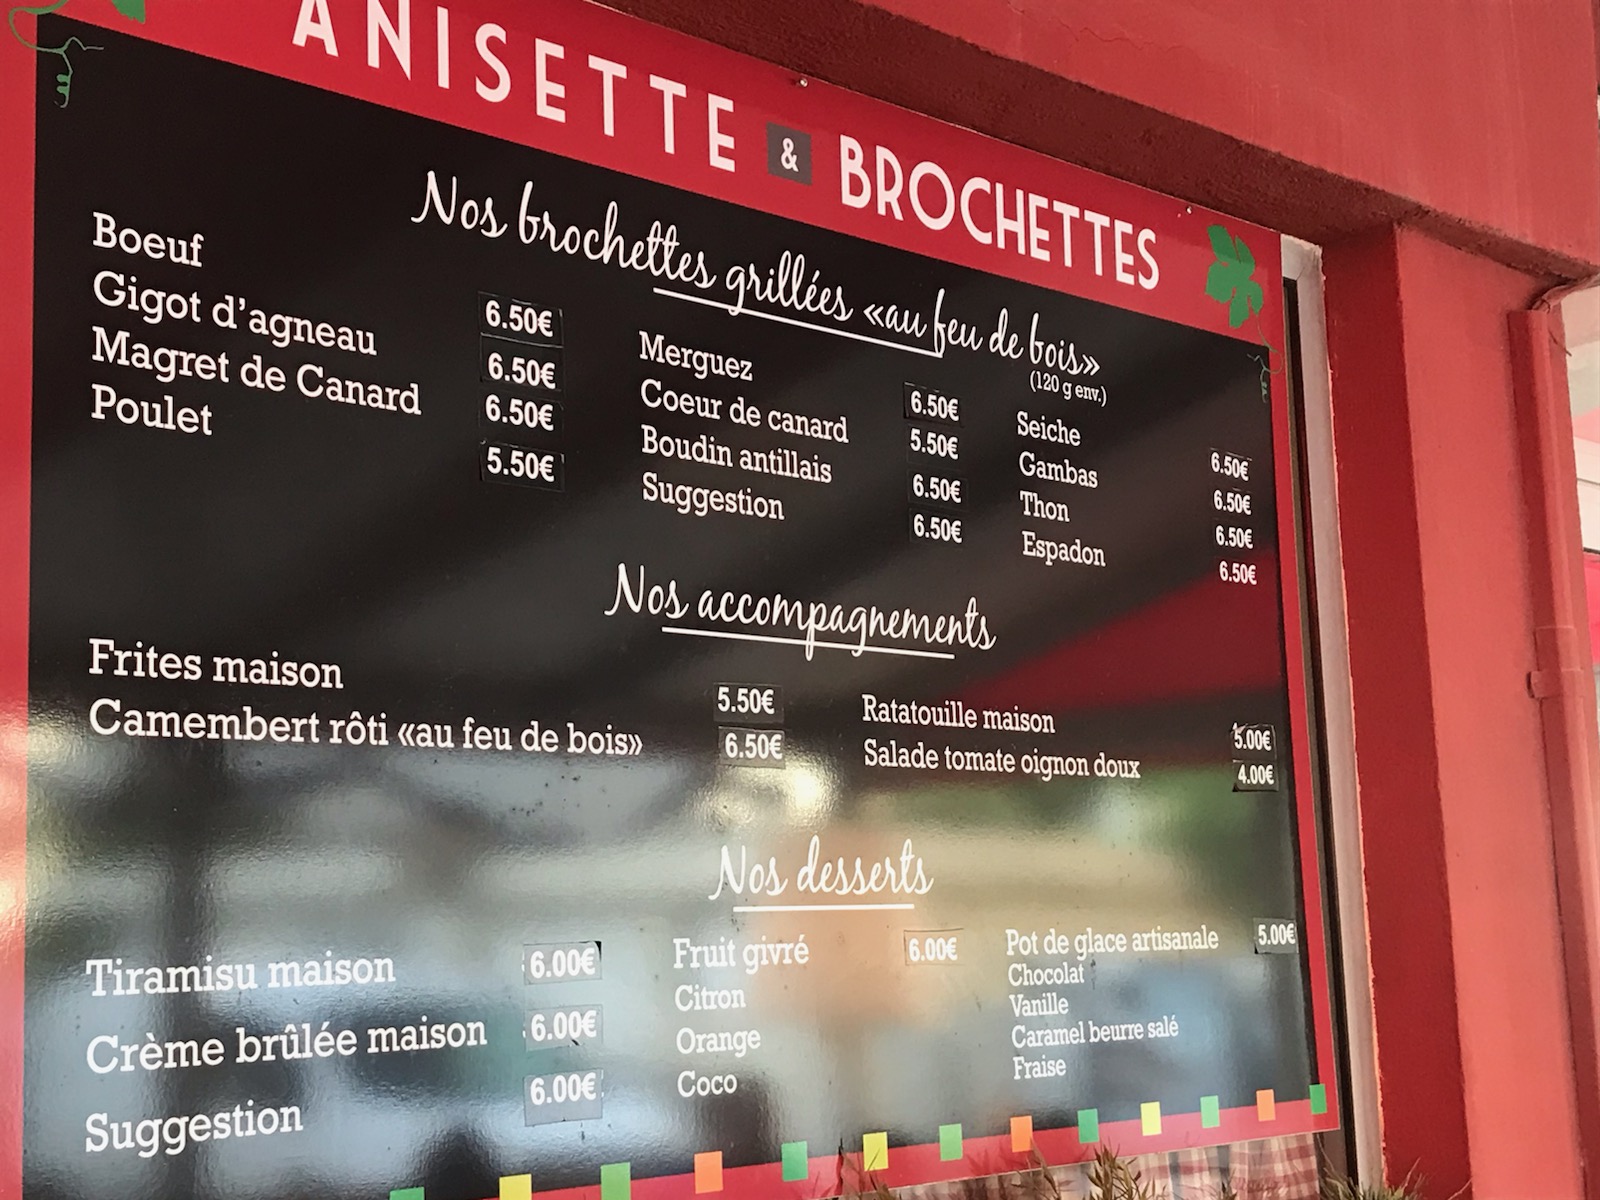 ANISETTE & BROCHETTES
Nos brochettes grillées «au feu de bois»
(120 g env.)
Boeuf 6.50€
Gigot d'agneau 6.50€
Magret de Canard 6.50€
Poulet 5.50€
Merguez 6.50€
Coeur de canard 5.50€
Boudin antillais 6.50€
Suggestion 6.50€
Seiche 6.50€
Gambas 6.50€
Thon 6.50€
Espadon 6.50€
Nos accompagnements
Frites maison 5.50€
Camembert rôti «au feu de bois» 6.50€
Ratatouille maison 5.00€
Salade tomate oignon doux 4.00€
Nos desserts
Tiramisu maison 6.00€
Crème brûlée maison 6.00€
Suggestion 6.00€
Fruit givré 6.00€
Citron
Orange
Coco
Pot de glace artisanale 5.00€
Chocolat
Vanille
Caramel beurre salé
Fraise